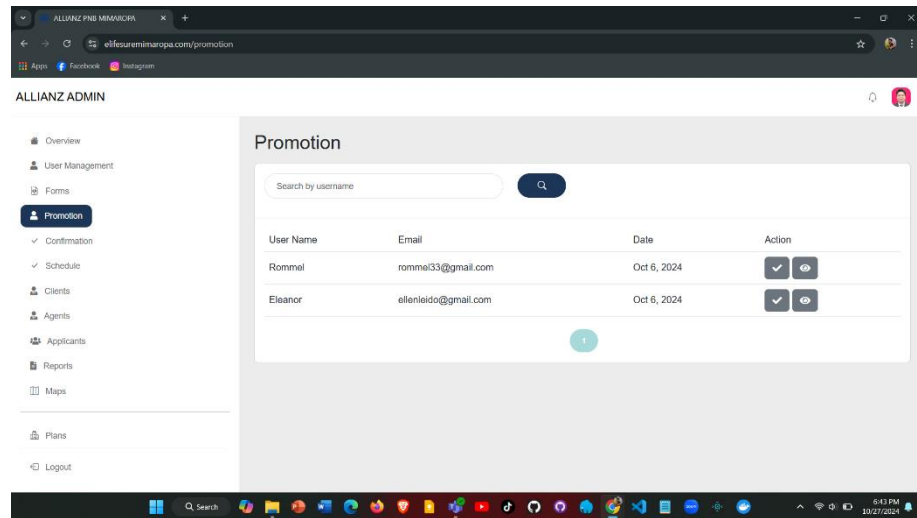 ALLIANZ PNB MIMAROPA
elifesuremimaropa.com/promotion
Apps Facebook Instagram
ALLIANZ ADMIN
Overview
User Management
Forms
Promotion
Confirmation
Schedule
Clients
Agents
Applicants
Reports
Maps
Plans
Logout
Promotion
Search by username
User Name Email Date Action
Rommel rommel33@gmail.com Oct 6, 2024
Eleanor ellenleido@gmail.com Oct 6, 2024
1
Search
6:43 PM
10/27/2024